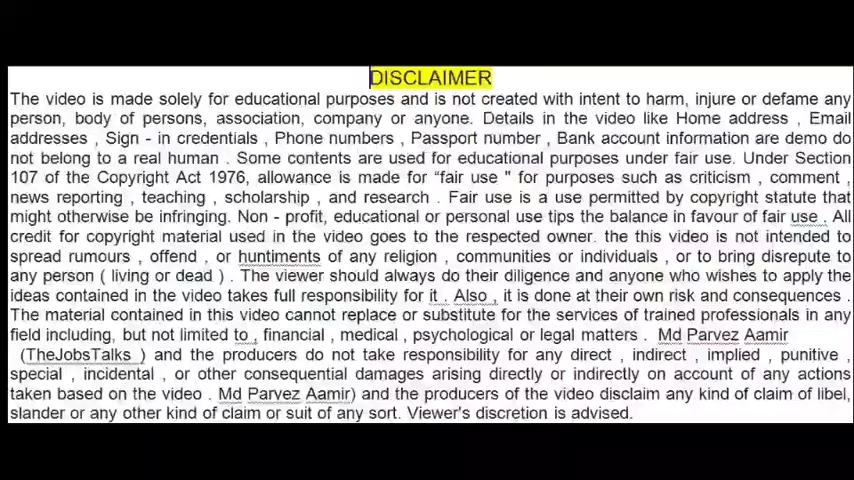 DISCLAIMER
The video is made solely for educational purposes and is not created with intent to harm, injure or defame any
person, body of persons, association, company or anyone. Details in the video like Home address , Email
addresses , Sign - in credentials , Phone numbers , Passport number , Bank account information are demo do
not belong to a real human . Some contents are used for educational purposes under fair use. Under Section
107 of the Copyright Act 1976, allowance is made for “fair use " for purposes such as criticism , comment ,
news reporting , teaching , scholarship , and research . Fair use is a use permitted by copyright statute that
might otherwise be infringing. Non - profit, educational or personal use tips the balance in favour of fair use . All
credit for copyright material used in the video goes to the respected owner. the this video is not intended to
spread rumours , offend , or huntiments of any religion , communities or individuals , or to bring disrepute to
any person ( living or dead ) . The viewer should always do their diligence and anyone who wishes to apply the
ideas contained in the video takes full responsibility for it . Also , it is done at their own risk and consequences .
The material contained in this video cannot replace or substitute for the services of trained professionals in any
field including, but not limited to , financial , medical , psychological or legal matters . Md Parvez Aamir
(TheJobsTalks ) and the producers do not take responsibility for any direct , indirect , implied , punitive ,
special , incidental , or other consequential damages arising directly or indirectly on account of any actions
taken based on the video . Md Parvez Aamir) and the producers of the video disclaim any kind of claim of libel,
slander or any other kind of claim or suit of any sort. Viewer's discretion is advised.